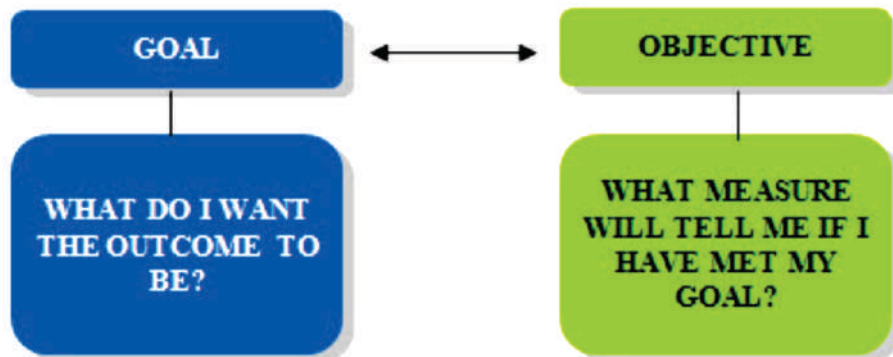 GOAL
OBJECTIVE
WHAT DO I WANT
THE OUTCOME TO
BE?
WHAT MEASURE
WILL TELL ME IF I
HAVE MET MY
GOAL?